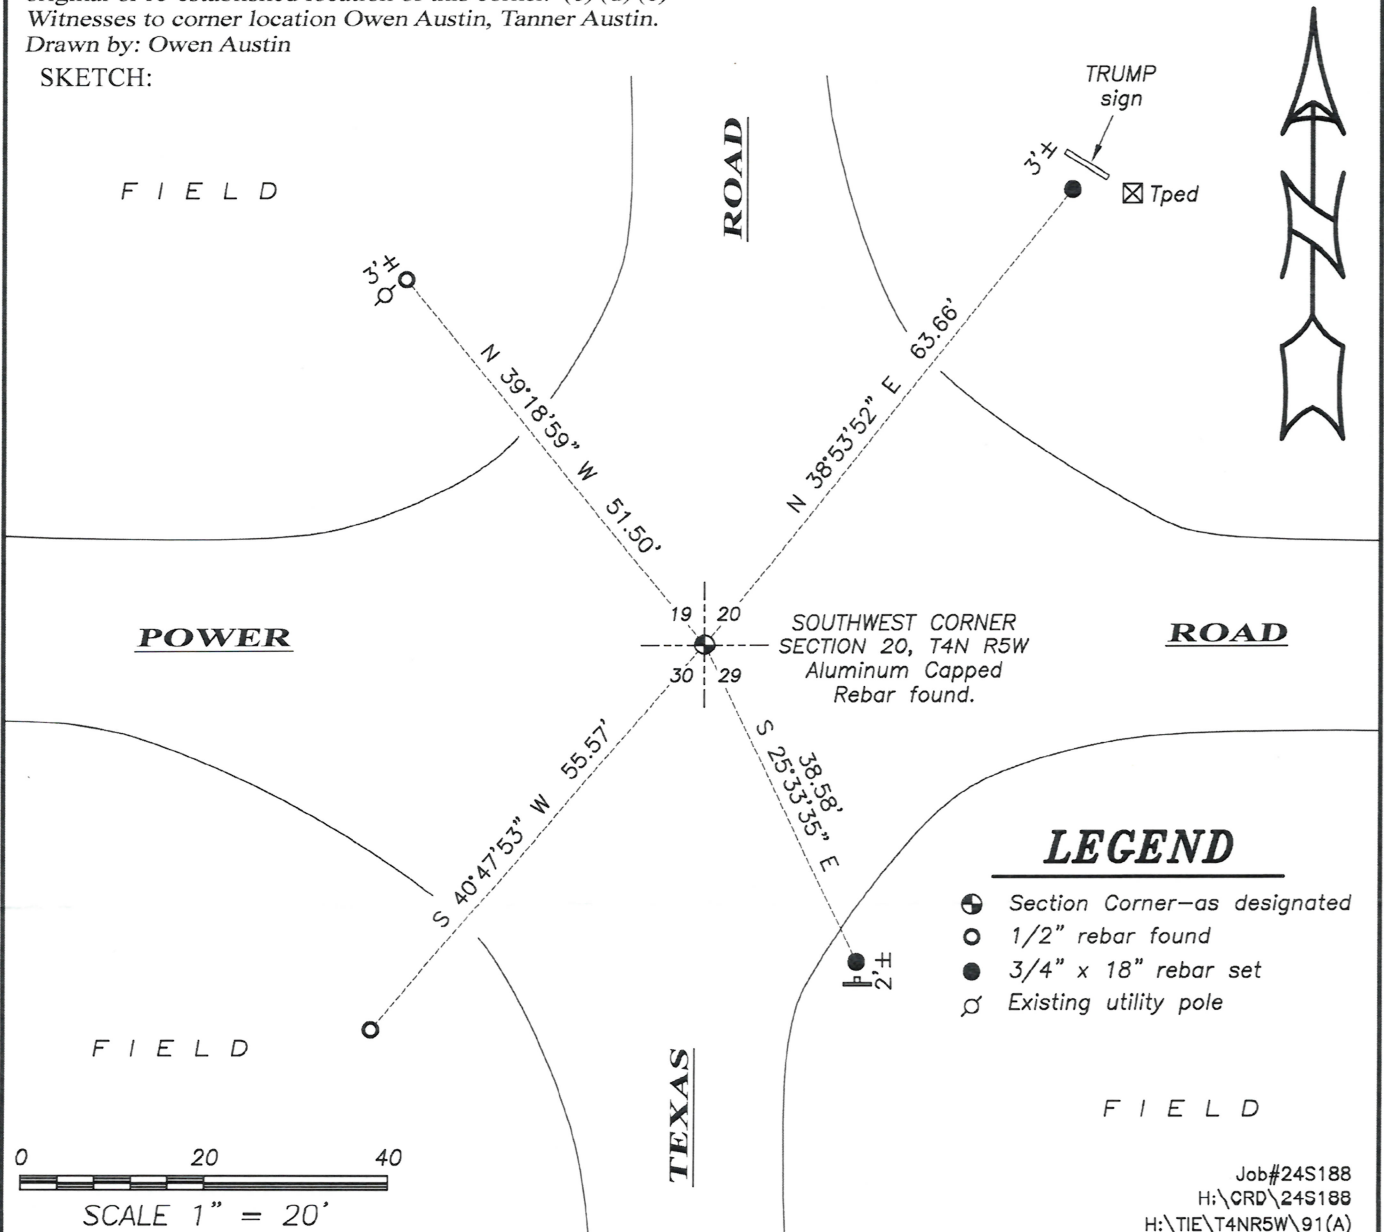 Witnesses to corner location Owen Austin, Tanner Austin.
Drawn by: Owen Austin
SKETCH:
TRUMP
sign
ROAD
3'±
FIELD
Tped
3'±
N 39°18'59" W 51.50'
N 38°53'52" E 63.66'
19 20
SOUTHWEST CORNER
SECTION 20, T4N R5W
Aluminum Capped
Rebar found.
POWER
ROAD
30 29
S 40°47'53" W 55.57'
38.58'
S 25°33'35" E
LEGEND
Section Corner-as designated
1/2" rebar found
3/4" x 18" rebar set
Existing utility pole
2'±
FIELD
TEXAS
FIELD
0 20 40
SCALE 1" = 20'
Job#24S188
H:\CRD\24S188
H:\TIE\T4NR5W\91(A)